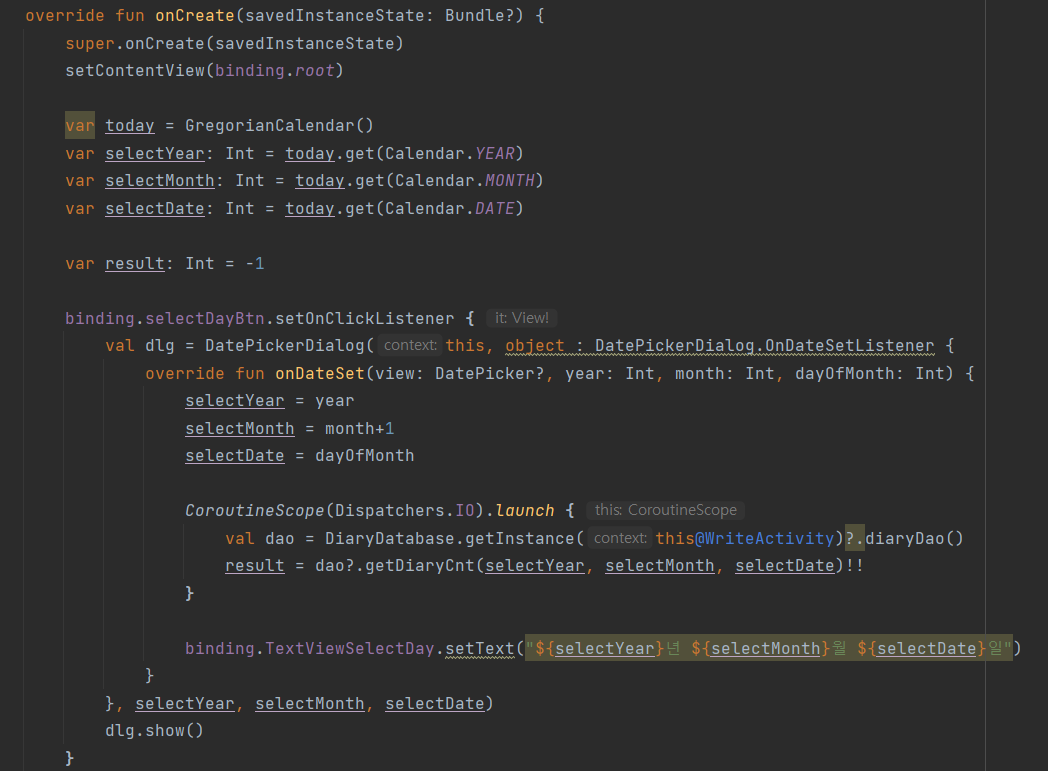 override fun onCreate(savedInstanceState: Bundle?) {
super.onCreate(savedInstanceState)
setContentView(binding.root)
var today = GregorianCalendar()
var selectYear: Int = today.get(Calendar.YEAR)
var selectMonth: Int = today.get(Calendar.MONTH)
var selectDate: Int = today.get(Calendar.DATE)
var result: Int = -1
binding.selectDayBtn.setOnClickListener { it: View!
val dlg = DatePickerDialog( context: this, object : DatePickerDialog.OnDateSetListener {
override fun onDateSet(view: DatePicker?, year: Int, month: Int, dayOfMonth: Int) {
selectYear = year
selectMonth = month+1
selectDate = dayOfMonth
CoroutineScope(Dispatchers.IO).launch { this: CoroutineScope
val dao = DiaryDatabase.getInstance( context: this@WriteActivity)?.diaryDao()
result = dao?.getDiaryCnt(selectYear, selectMonth, selectDate)!!
}
binding.TextViewSelectDay.setText("${selectYear}년 ${selectMonth}월 ${selectDate}일")
}
}, selectYear, selectMonth, selectDate)
dlg.show()
}